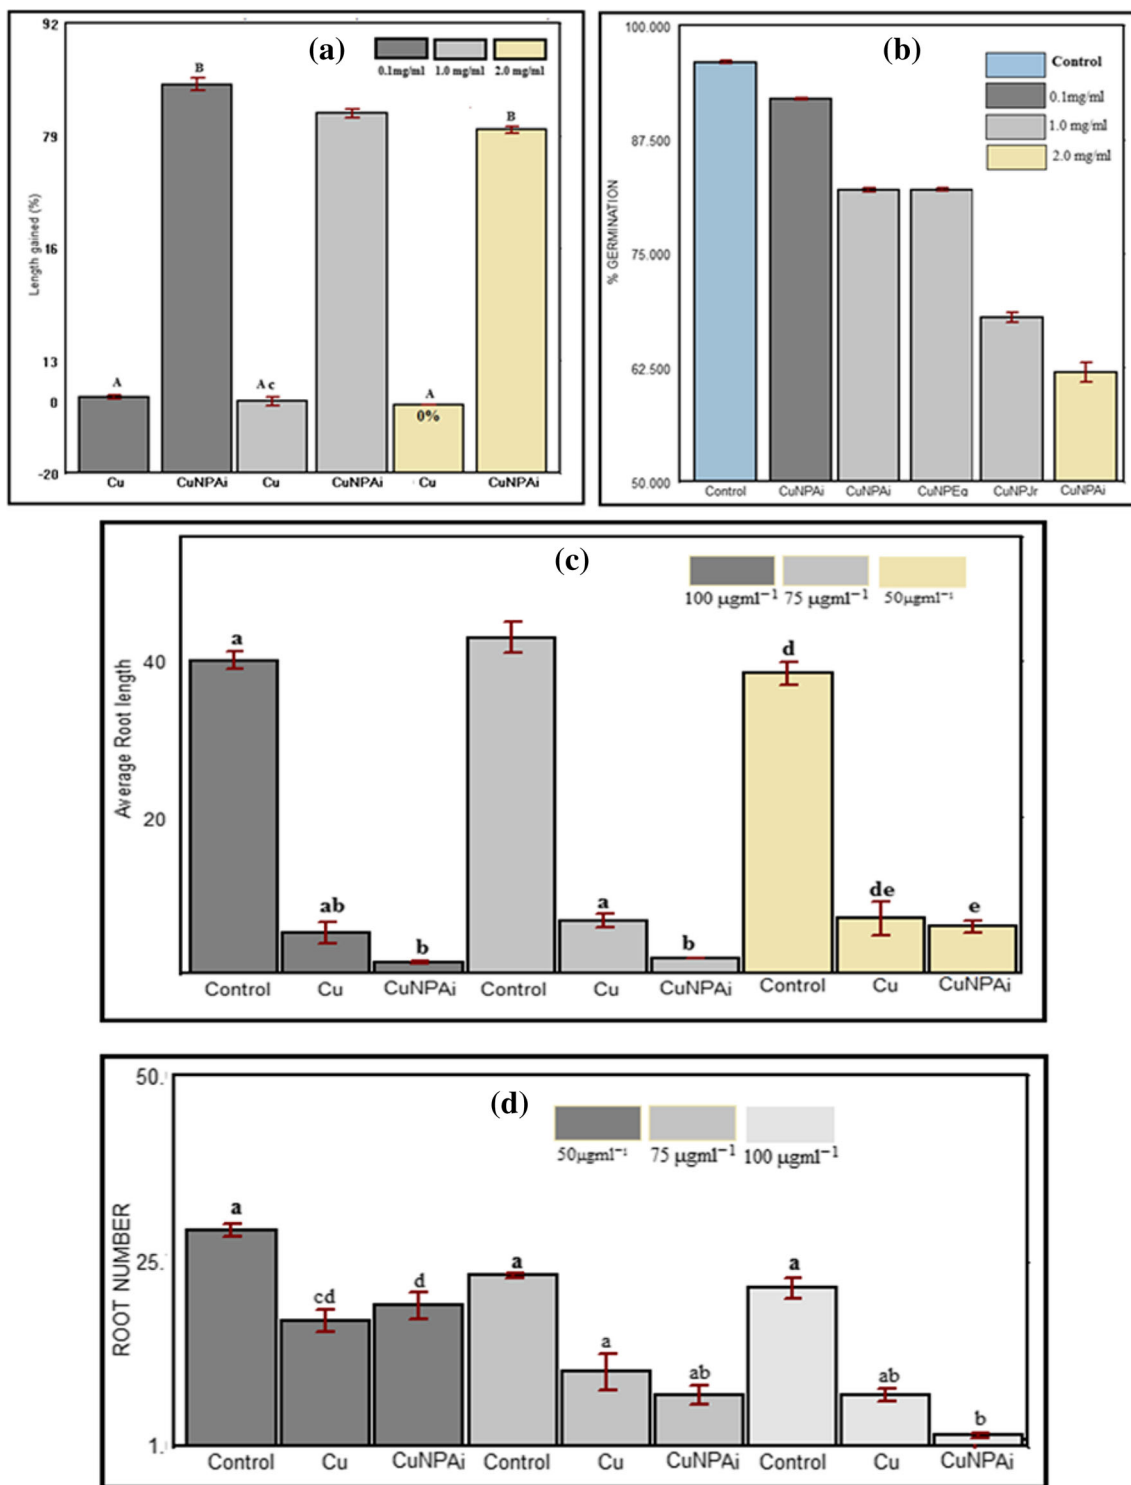 92
(a)
0.1mg/ml 1.0 mg/ml 2.0 mg/ml
B
79
B
Length gained (%)
16
13
A
A c
A
0
0%
-20
Cu CuNPAi Cu CuNPAi Cu CuNPAi
100.000
(b)
Control
0.1mg/ml
1.0 mg/ml
2.0 mg/ml
87.500
% GERMINATION
75.000
62.500
50.000
Control CuNPAi CuNPAi CuNPEg CuNPJr CuNPAi
(c)
100 µgml⁻¹ 75 µgml⁻¹ 50µgml⁻¹
Average Root length
40
20
a
ab
b
a
b
d
de
e
Control Cu CuNPAi Control Cu CuNPAi Control Cu CuNPAi
50.
(d)
50µgml⁻¹ 75 µgml⁻¹ 100 µgml⁻¹
ROOT NUMBER
25.
1.
a
cd
d
a
a
ab
a
ab
b
Control Cu CuNPAi Control Cu CuNPAi Control Cu CuNPAi